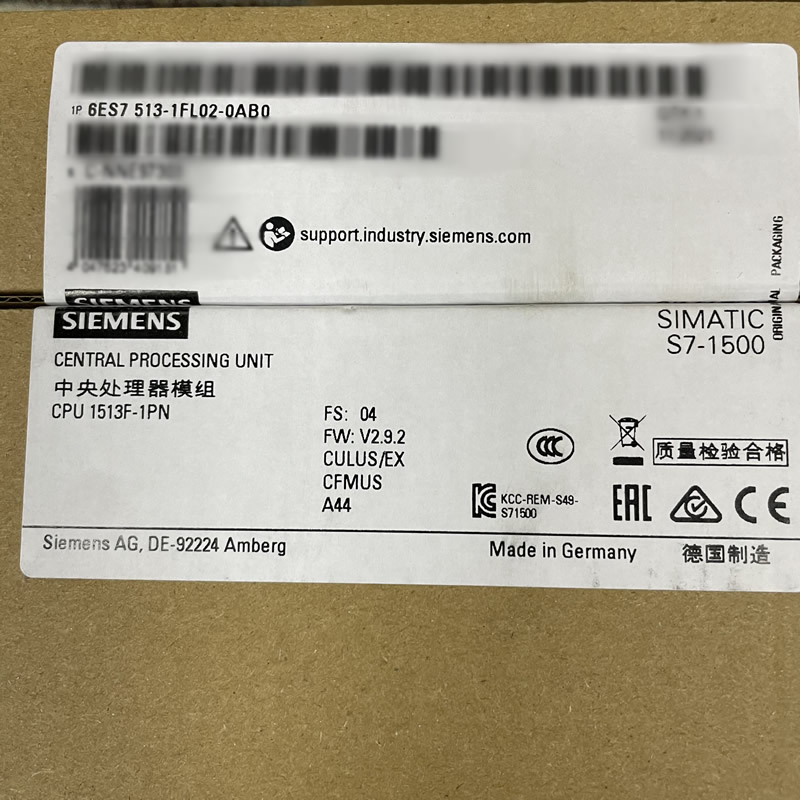 1P 6ES7 513-1FL02-0AB0
support.industry.siemens.com
ORIGINAL PACKAGING
SIEMENS
SIEMENS
SIMATIC
S7-1500
CENTRAL PROCESSING UNIT
中央处理器模组
CPU 1513F-1PN
FS: 04
FW: V2.9.2
CULUS/EX
CFMUS
A44
CCC
质量检验合格
KCC-REM-S49-
S71500
EAC
CE
Siemens AG, DE-92224 Amberg
Made in Germany
德国制造